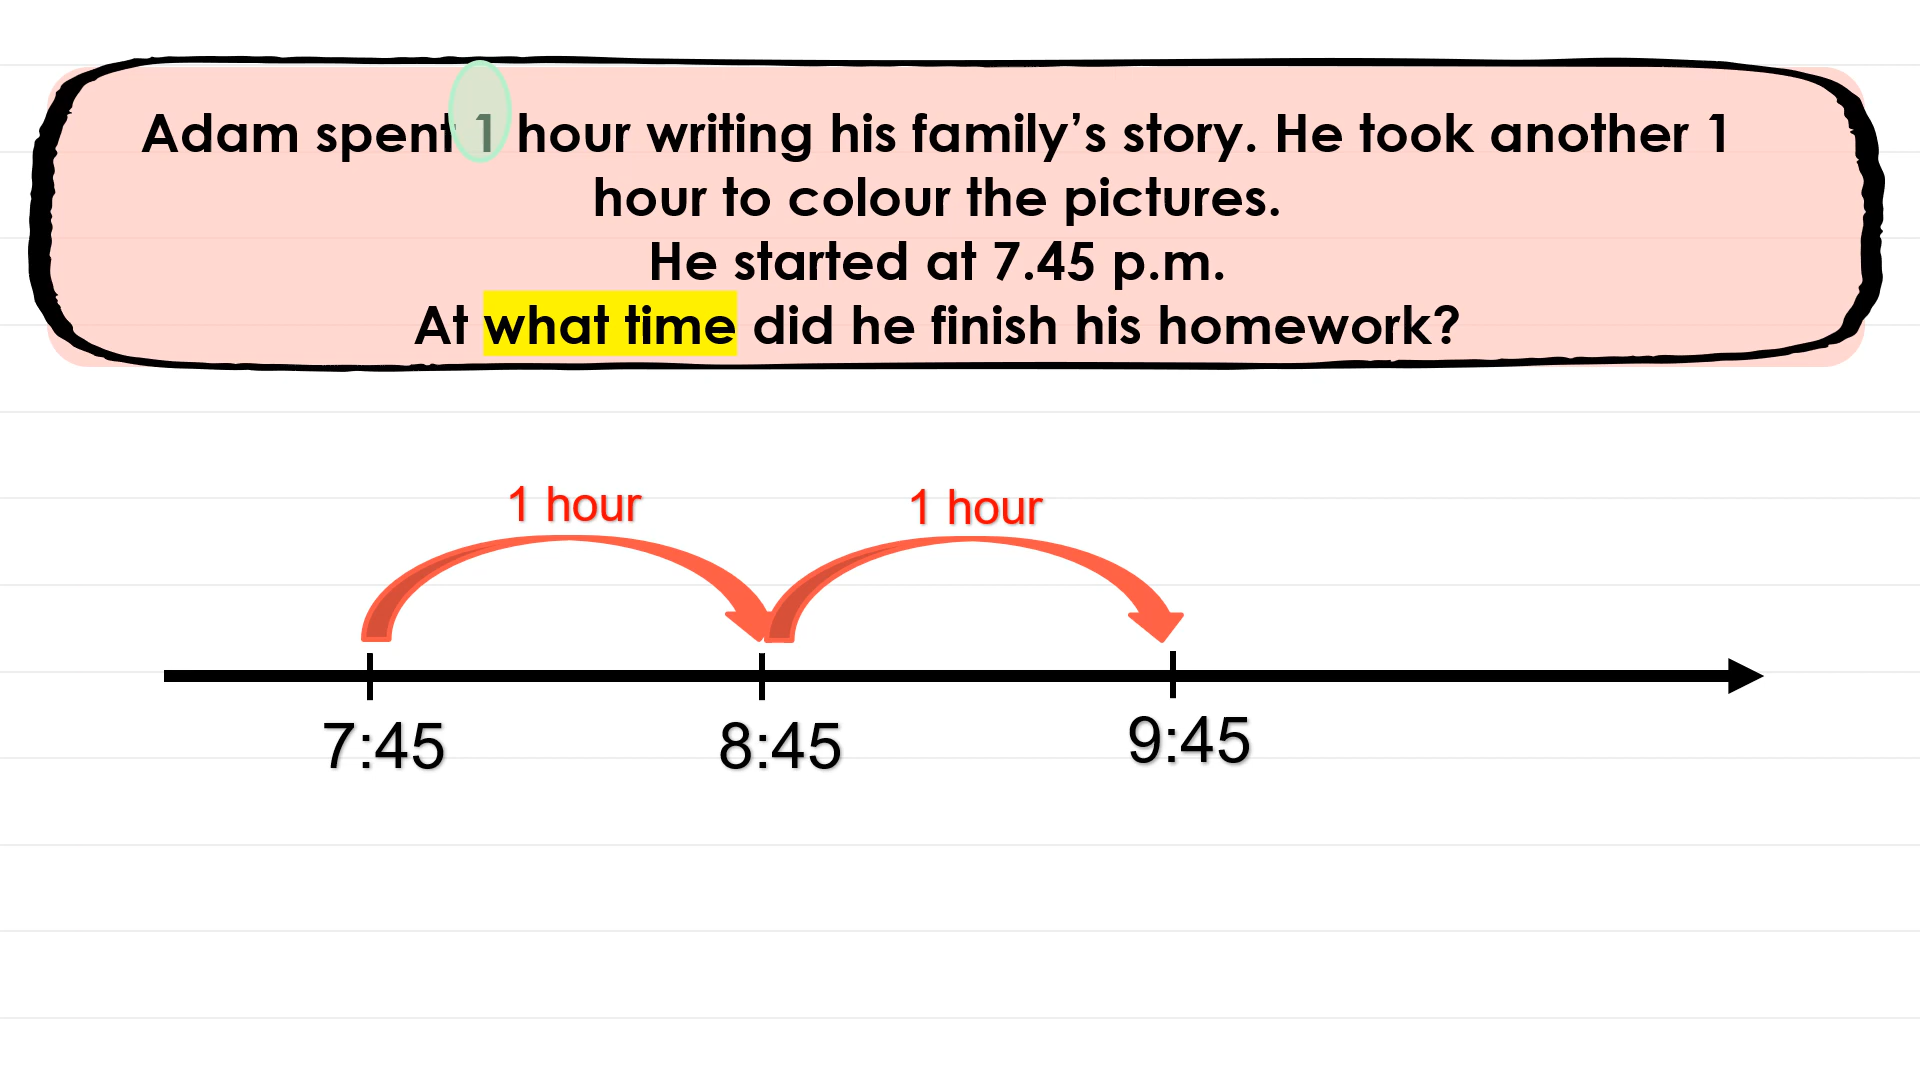 Adam spent 1 hour writing his family’s story. He took another 1
hour to colour the pictures.
He started at 7.45 p.m.
At what time did he finish his homework?
1 hour 1 hour
7:45 8:45 9:45